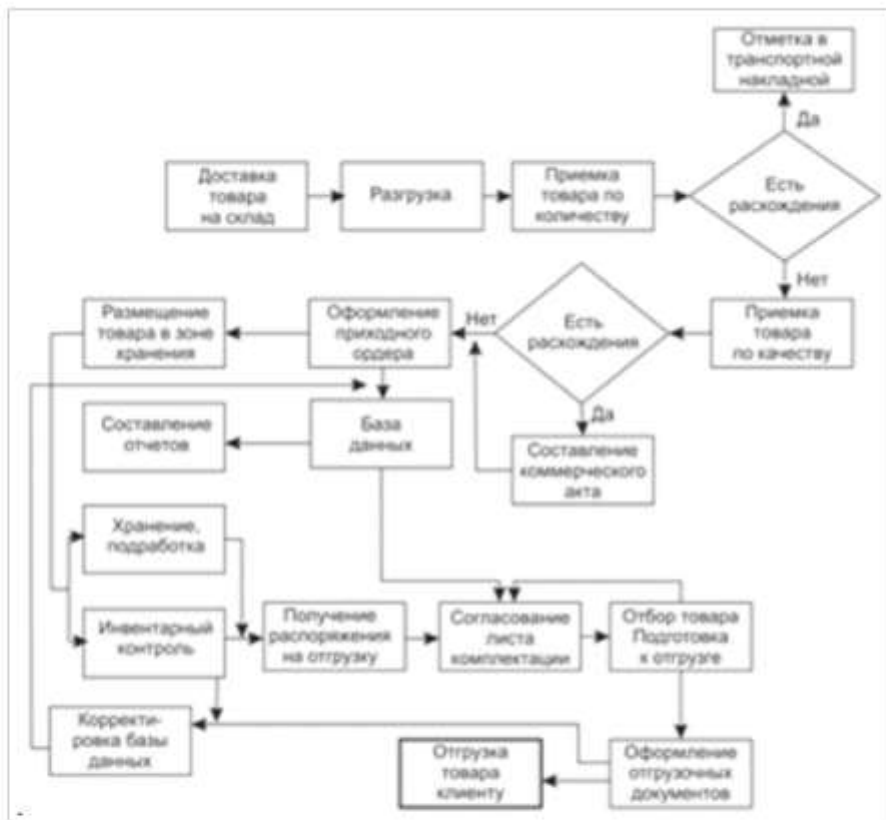 Отметка в
транспортной
накладной
Да
Доставка
товара
на склад
Разгрузка
Приемка
товара по
количеству
Есть
расхождения
Нет
Размещение
товара в зоне
хранения
Оформление
приходного
ордера
Нет
Есть
расхождения
Приемка
товара
по качеству
Да
Составление
отчетов
База
данных
Составление
коммерческого
акта
Хранение,
подработка
Инвентарный
контроль
Получение
распоряжения
на отгрузку
Согласование
листа
комплектации
Отбор товара
Подготовка
к отгрузке
Корректи-
ровка базы
данных
Отгрузка
товара
клиенту
Оформление
отгрузочных
документов